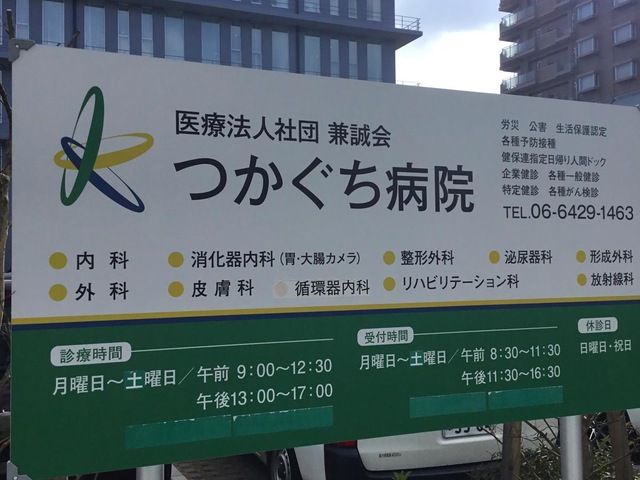 医療法人社団 兼誠会
つかぐち病院
労災 公害 生活保護認定
各種予防接種
健保連指定日帰り人間ドック
企業健診 各種一般健診
特定健診 各種がん検診
TEL.06-6429-1463
内科 消化器内科(胃・大腸カメラ) 整形外科 泌尿器科 形成外科
外科 皮膚科 循環器内科 リハビリテーション科 放射線科
診療時間
月曜日〜土曜日／午前 9:00〜12:30
午後13:00〜17:00
受付時間
月曜日〜土曜日／午前 8:30〜11:30
午後11:30〜16:30
休診日
日曜日・祝日